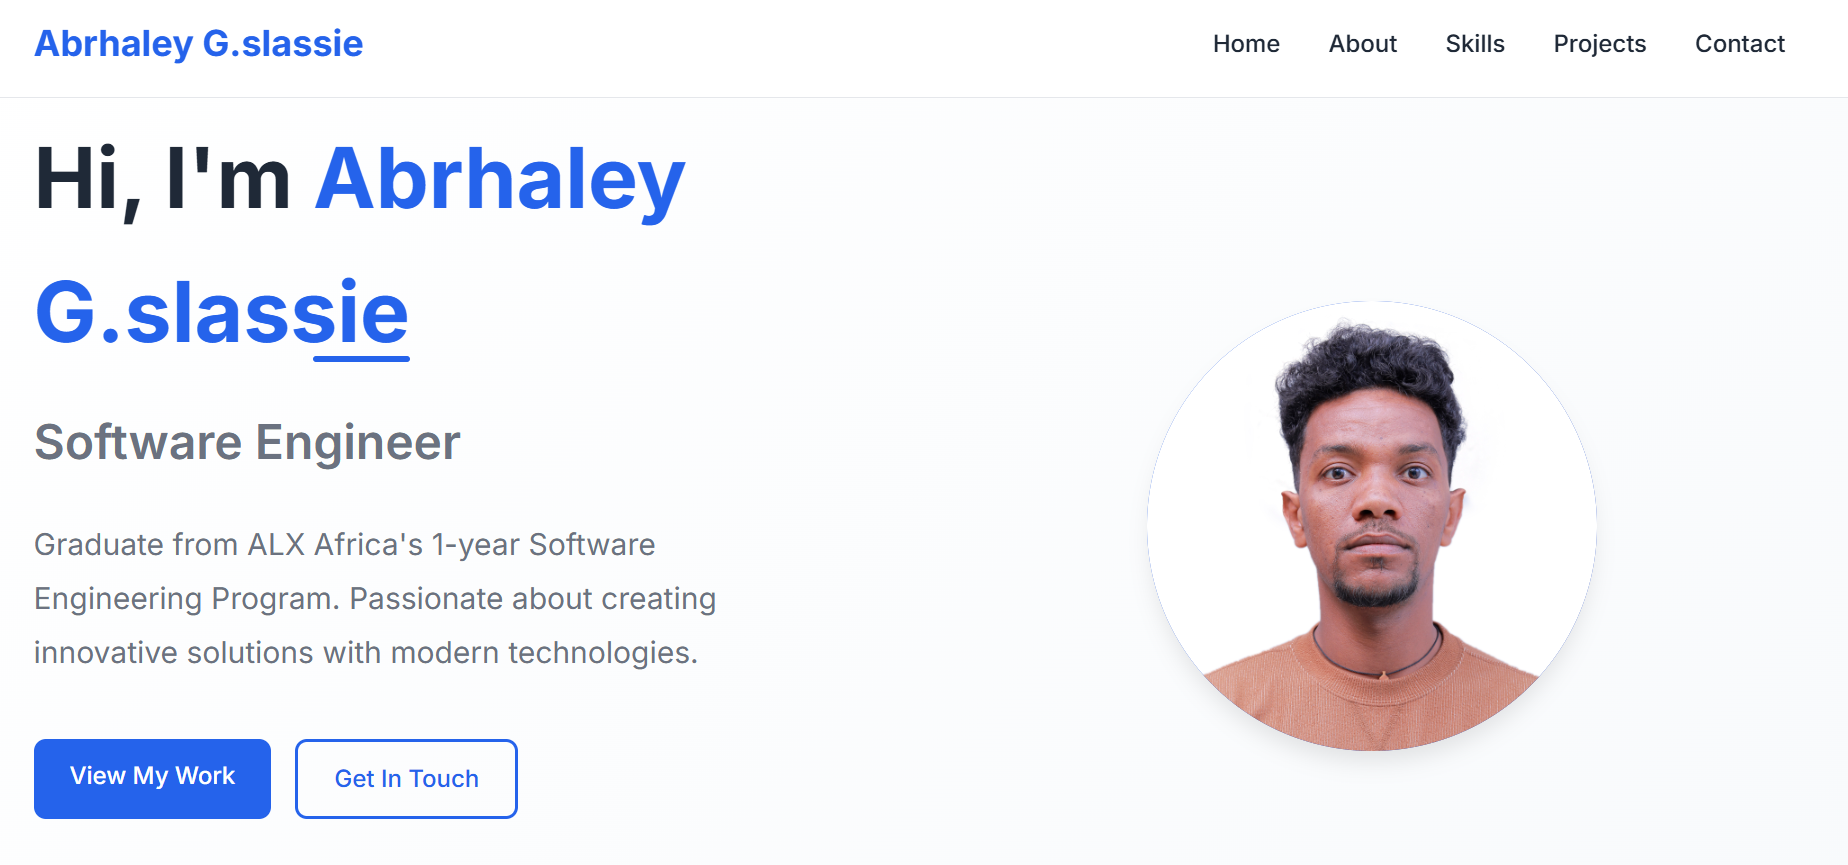 Abrhaley G.slassie
Home About Skills Projects Contact
Hi, I'm Abrhaley
G.slassie
Software Engineer
Graduate from ALX Africa's 1-year Software
Engineering Program. Passionate about creating
innovative solutions with modern technologies.
View My Work
Get In Touch